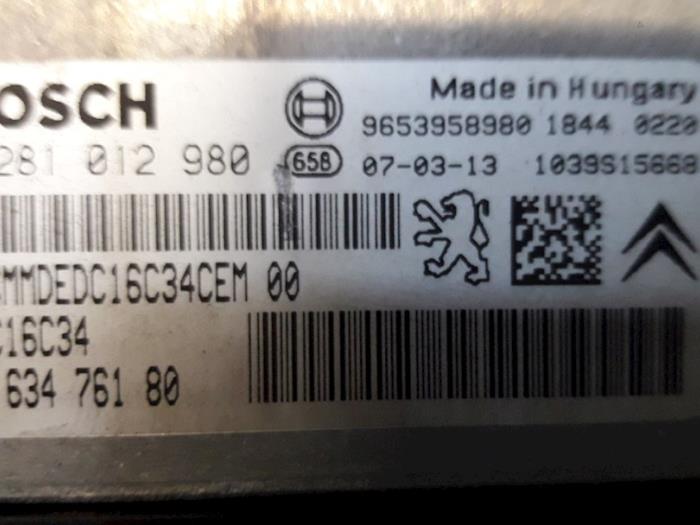 OSCH
Made in Hungary
9653958980 1844 0220
281 012 980 658 07-03-13 1039S15668
MMDEDC16C34CEM 00
C16C34
634 761 80